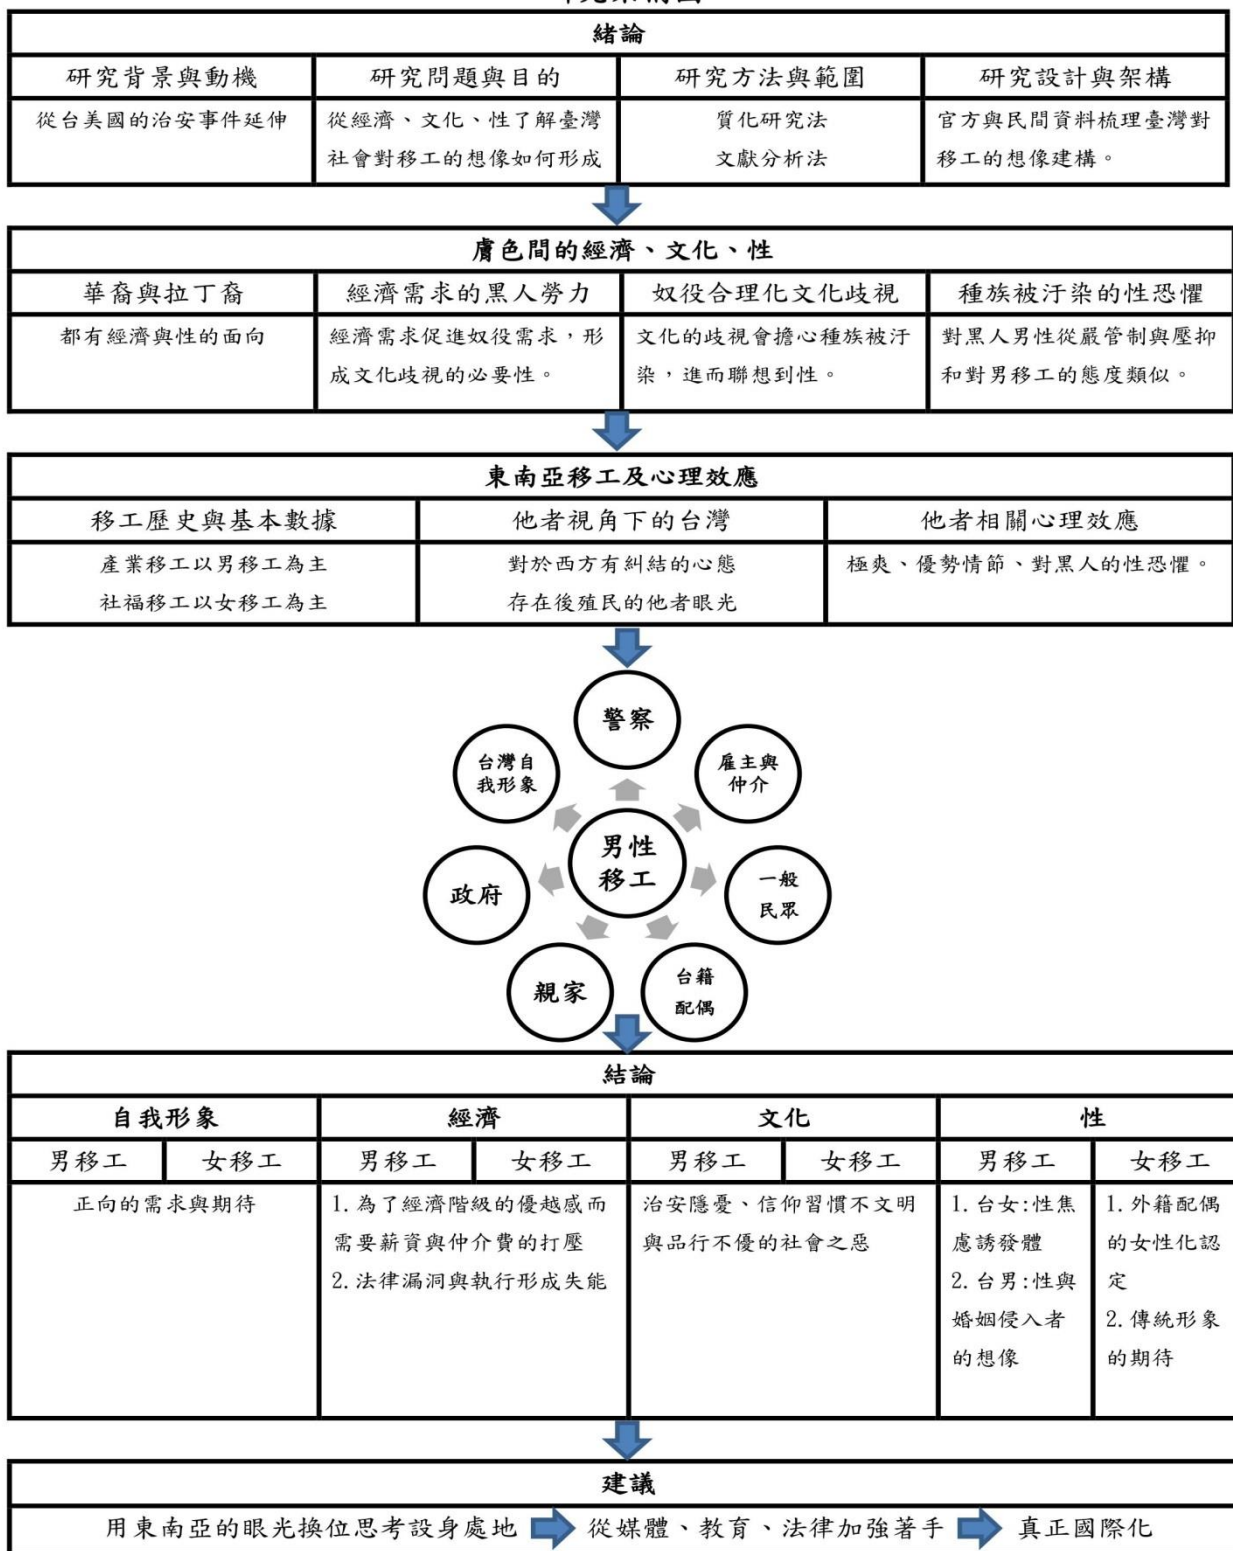 緒論
研究背景與動機
研究問題與目的
研究方法與範圍
研究設計與架構
從台美國的治安事件延伸
從經濟、文化、性了解臺灣
社會對移工的想像如何形成
質化研究法
文獻分析法
官方與民間資料梳理臺灣對
移工的想像建構。
膚色間的經濟、文化、性
華裔與拉丁裔
經濟需求的黑人勞力
奴役合理化文化歧視
種族被汙染的性恐懼
都有經濟與性的面向
經濟需求促進奴役需求，形
成文化歧視的必要性。
文化的歧視會擔心種族被汙
染，進而聯想到性。
對黑人男性從嚴管制與壓抑
和對男移工的態度類似。
東南亞移工及心理效應
移工歷史與基本數據
他者視角下的台灣
他者相關心理效應
產業移工以男移工為主
社福移工以女移工為主
對於西方有糾結的心態
存在後殖民的他者眼光
極爽、優勢情節、對黑人的性恐懼。
警察
台灣自
我形象
雇主與
仲介
男性
移工
政府
一般
民眾
親家
台籍
配偶
結論
自我形象
經濟
文化
性
男移工
女移工
男移工
女移工
男移工
女移工
男移工
女移工
正向的需求與期待
1. 為了經濟階級的優越感而
需要薪資與仲介費的打壓
2. 法律漏洞與執行形成失能
治安隱憂、信仰習慣不文明
與品行不優的社會之惡
1. 台女:性焦
慮誘發體
2. 台男:性與
婚姻侵入者
的想像
1. 外籍配偶
的女性化認
定
2. 傳統形象
的期待
建議
用東南亞的眼光換位思考設身處地
從媒體、教育、法律加強著手
真正國際化